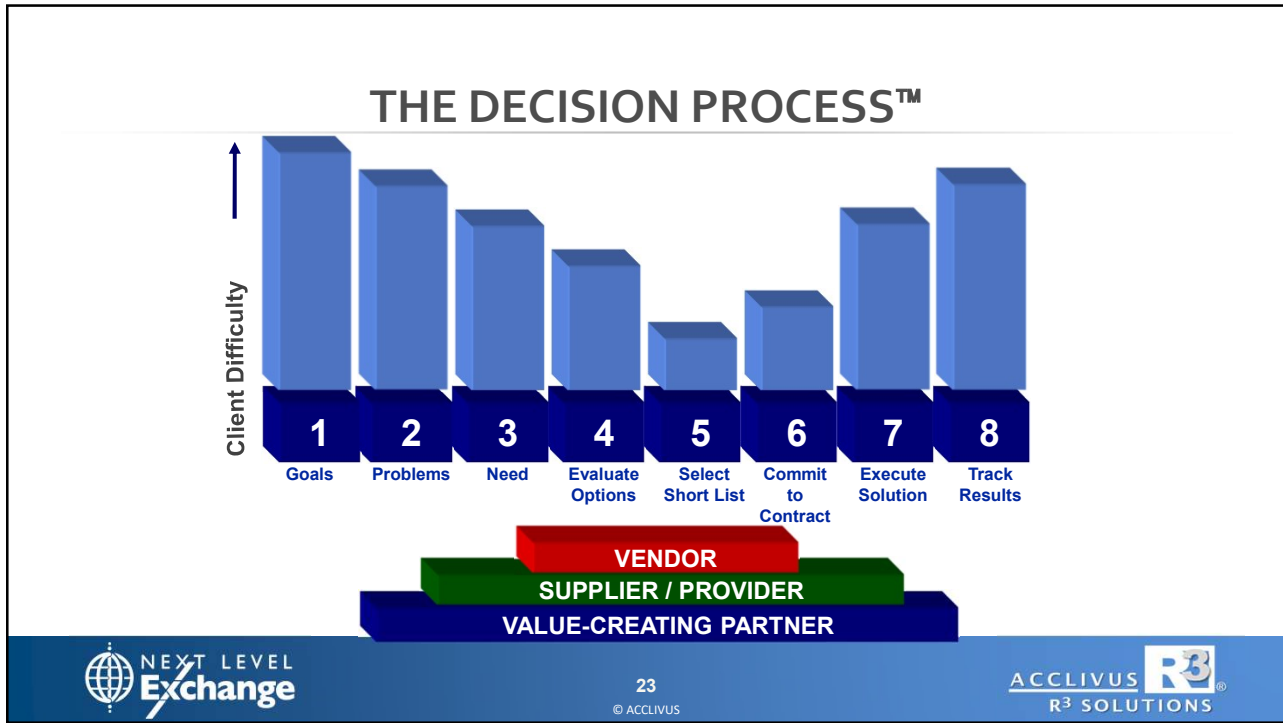 THE DECISION PROCESS™
Client Difficulty
1 2 3 4 5 6 7 8
Goals
Problems
Need
Evaluate
Options
Select
Short List
Commit
to
Contract
Execute
Solution
Track
Results
VENDOR
SUPPLIER / PROVIDER
VALUE-CREATING PARTNER
NEXT LEVEL
Exchange
23
© ACCLIVUS
ACCLIVUS R3®
R³ SOLUTIONS